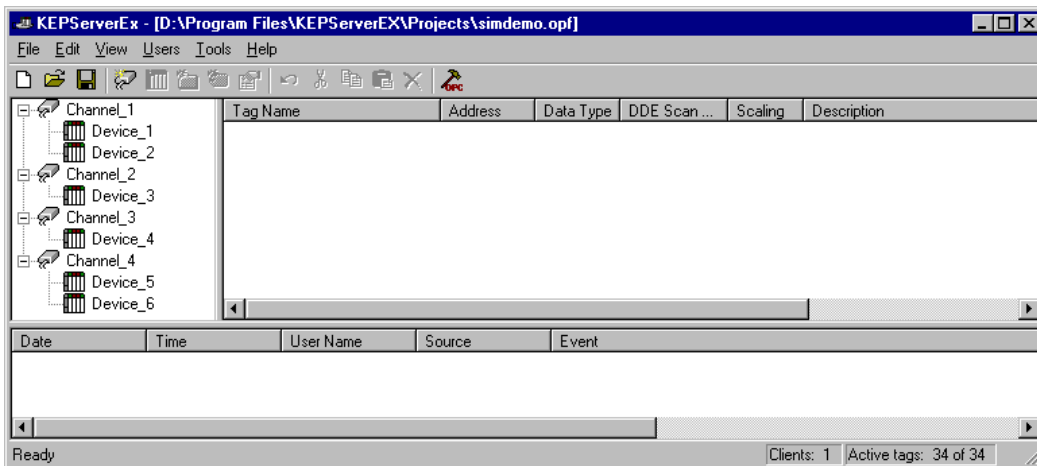 KEPServerEx - [D:\Program Files\KEPServerEX\Projects\simdemo.opf]
File Edit View Users Tools Help
OPC
Channel_1
Device_1
Device_2
Channel_2
Device_3
Channel_3
Device_4
Channel_4
Device_5
Device_6
Tag Name Address Data Type DDE Scan ... Scaling Description
Date Time User Name Source Event
Ready Clients: 1 Active tags: 34 of 34